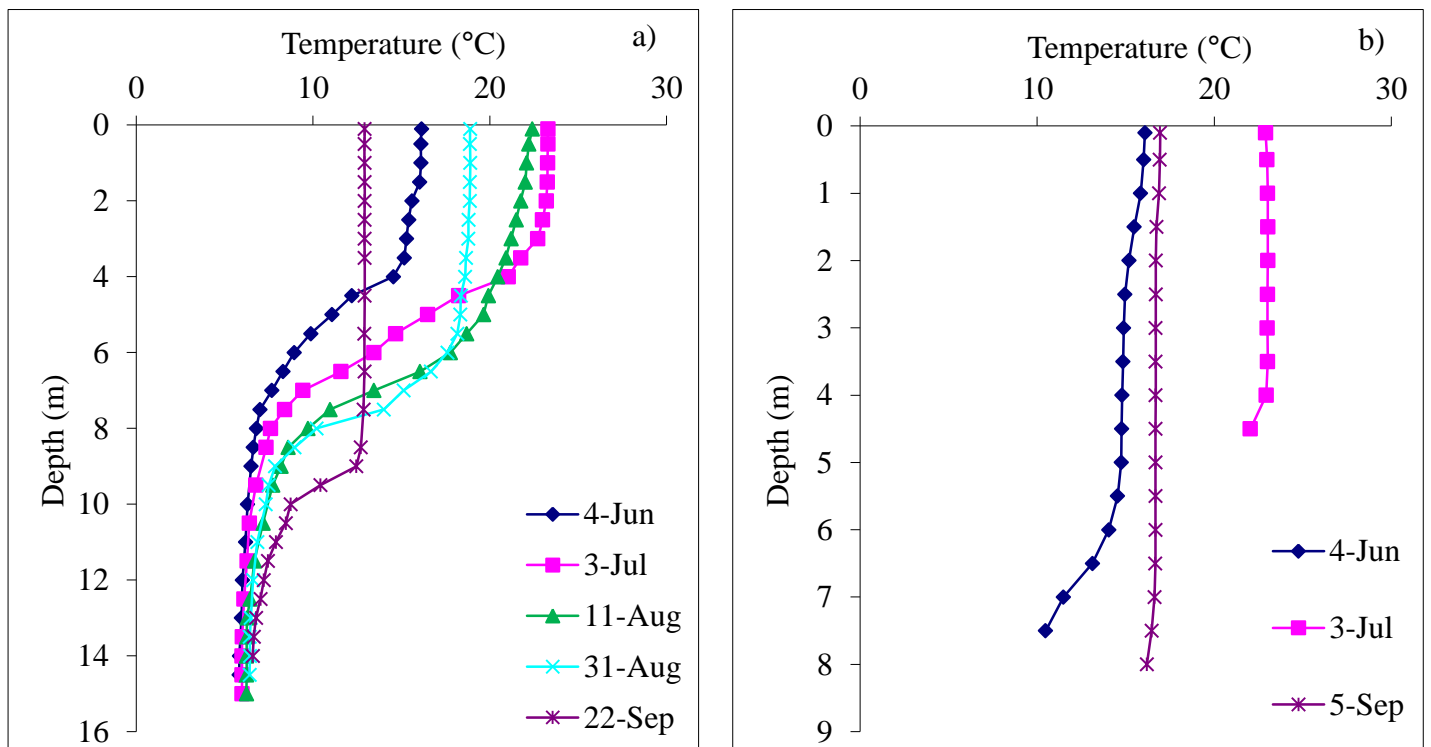 Temperature (°C)
a)
0 10 20 30
0
2
4
6
8
10
12
14
16
Depth (m)
4-Jun
3-Jul
11-Aug
31-Aug
22-Sep
Temperature (°C)
b)
0 10 20 30
0
1
2
3
4
5
6
7
8
9
Depth (m)
4-Jun
3-Jul
5-Sep